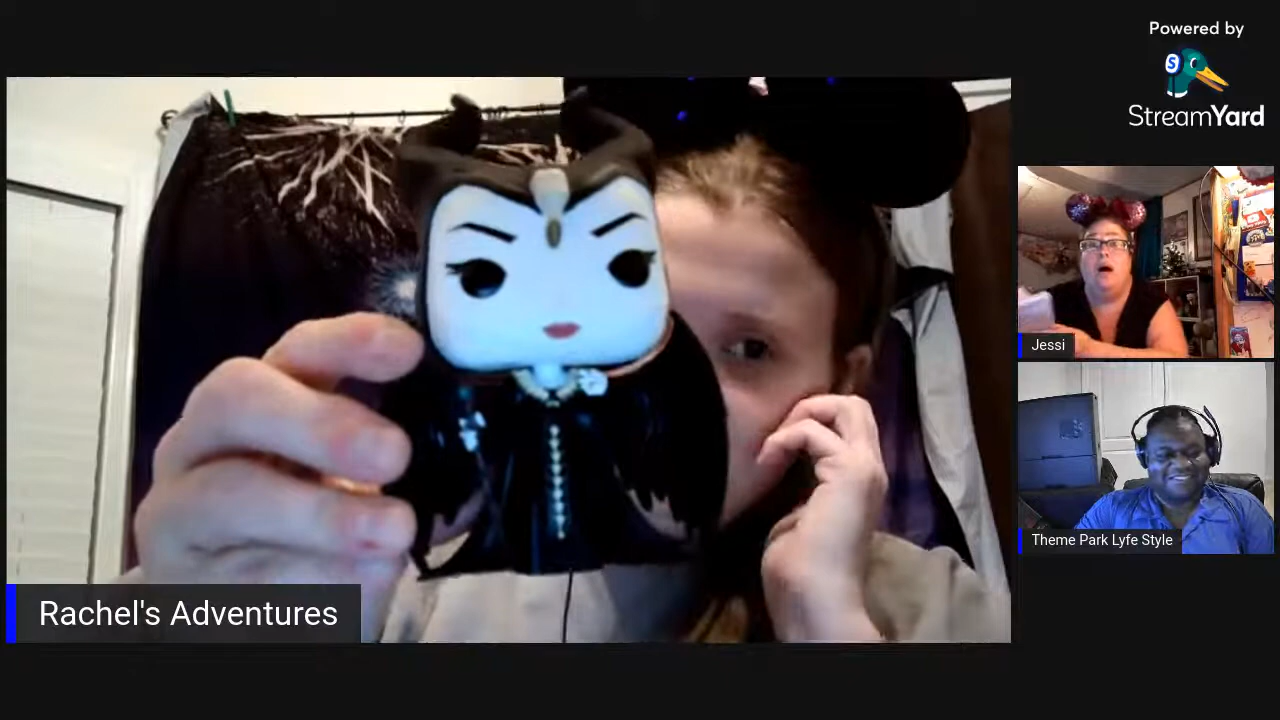 Powered by
StreamYard
Jessi
Theme Park Lyfe Style
Rachel's Adventures